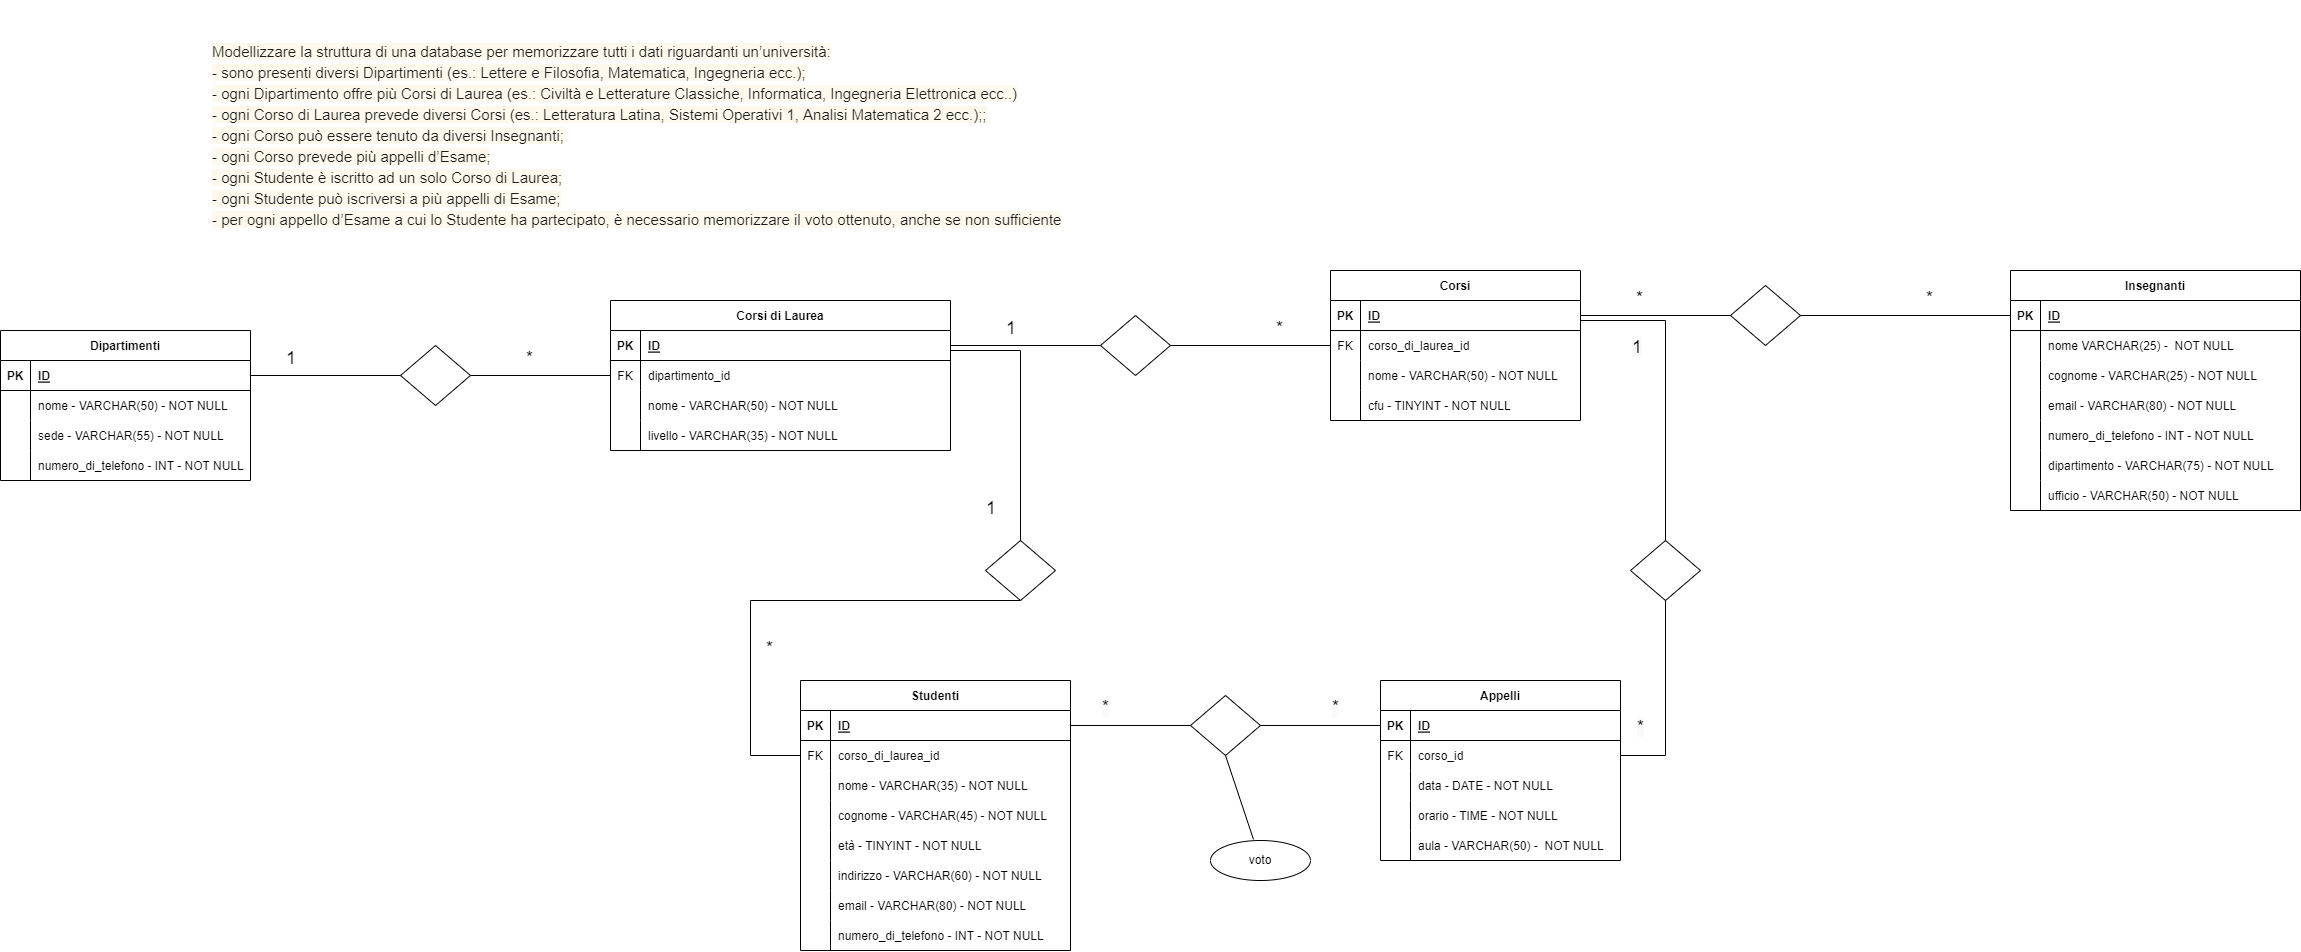 Modellizzare la struttura di una database per memorizzare tutti i dati riguardanti un’università:
- sono presenti diversi Dipartimenti (es.: Lettere e Filosofia, Matematica, Ingegneria ecc.);
- ogni Dipartimento offre più Corsi di Laurea (es.: Civiltà e Letterature Classiche, Informatica, Ingegneria Elettronica ecc..)
- ogni Corso di Laurea prevede diversi Corsi (es.: Letteratura Latina, Sistemi Operativi 1, Analisi Matematica 2 ecc.);;
- ogni Corso può essere tenuto da diversi Insegnanti;
- ogni Corso prevede più appelli d’Esame;
- ogni Studente è iscritto ad un solo Corso di Laurea;
- ogni Studente può iscriversi a più appelli di Esame;
- per ogni appello d’Esame a cui lo Studente ha partecipato, è necessario memorizzare il voto ottenuto, anche se non sufficiente
Dipartimenti
PK ID
nome - VARCHAR(50) - NOT NULL
sede - VARCHAR(55) - NOT NULL
numero_di_telefono - INT - NOT NULL
1
*
Corsi di Laurea
PK ID
FK dipartimento_id
nome - VARCHAR(50) - NOT NULL
livello - VARCHAR(35) - NOT NULL
1
*
Corsi
PK ID
FK corso_di_laurea_id
nome - VARCHAR(50) - NOT NULL
cfu - TINYINT - NOT NULL
*
*
Insegnanti
PK ID
nome VARCHAR(25) - NOT NULL
cognome - VARCHAR(25) - NOT NULL
email - VARCHAR(80) - NOT NULL
numero_di_telefono - INT - NOT NULL
dipartimento - VARCHAR(75) - NOT NULL
ufficio - VARCHAR(50) - NOT NULL
1
1
*
Studenti
PK ID
FK corso_di_laurea_id
nome - VARCHAR(35) - NOT NULL
cognome - VARCHAR(45) - NOT NULL
età - TINYINT - NOT NULL
indirizzo - VARCHAR(60) - NOT NULL
email - VARCHAR(80) - NOT NULL
numero_di_telefono - INT - NOT NULL
*
*
voto
Appelli
PK ID
FK corso_id
data - DATE - NOT NULL
orario - TIME - NOT NULL
aula - VARCHAR(50) - NOT NULL
*